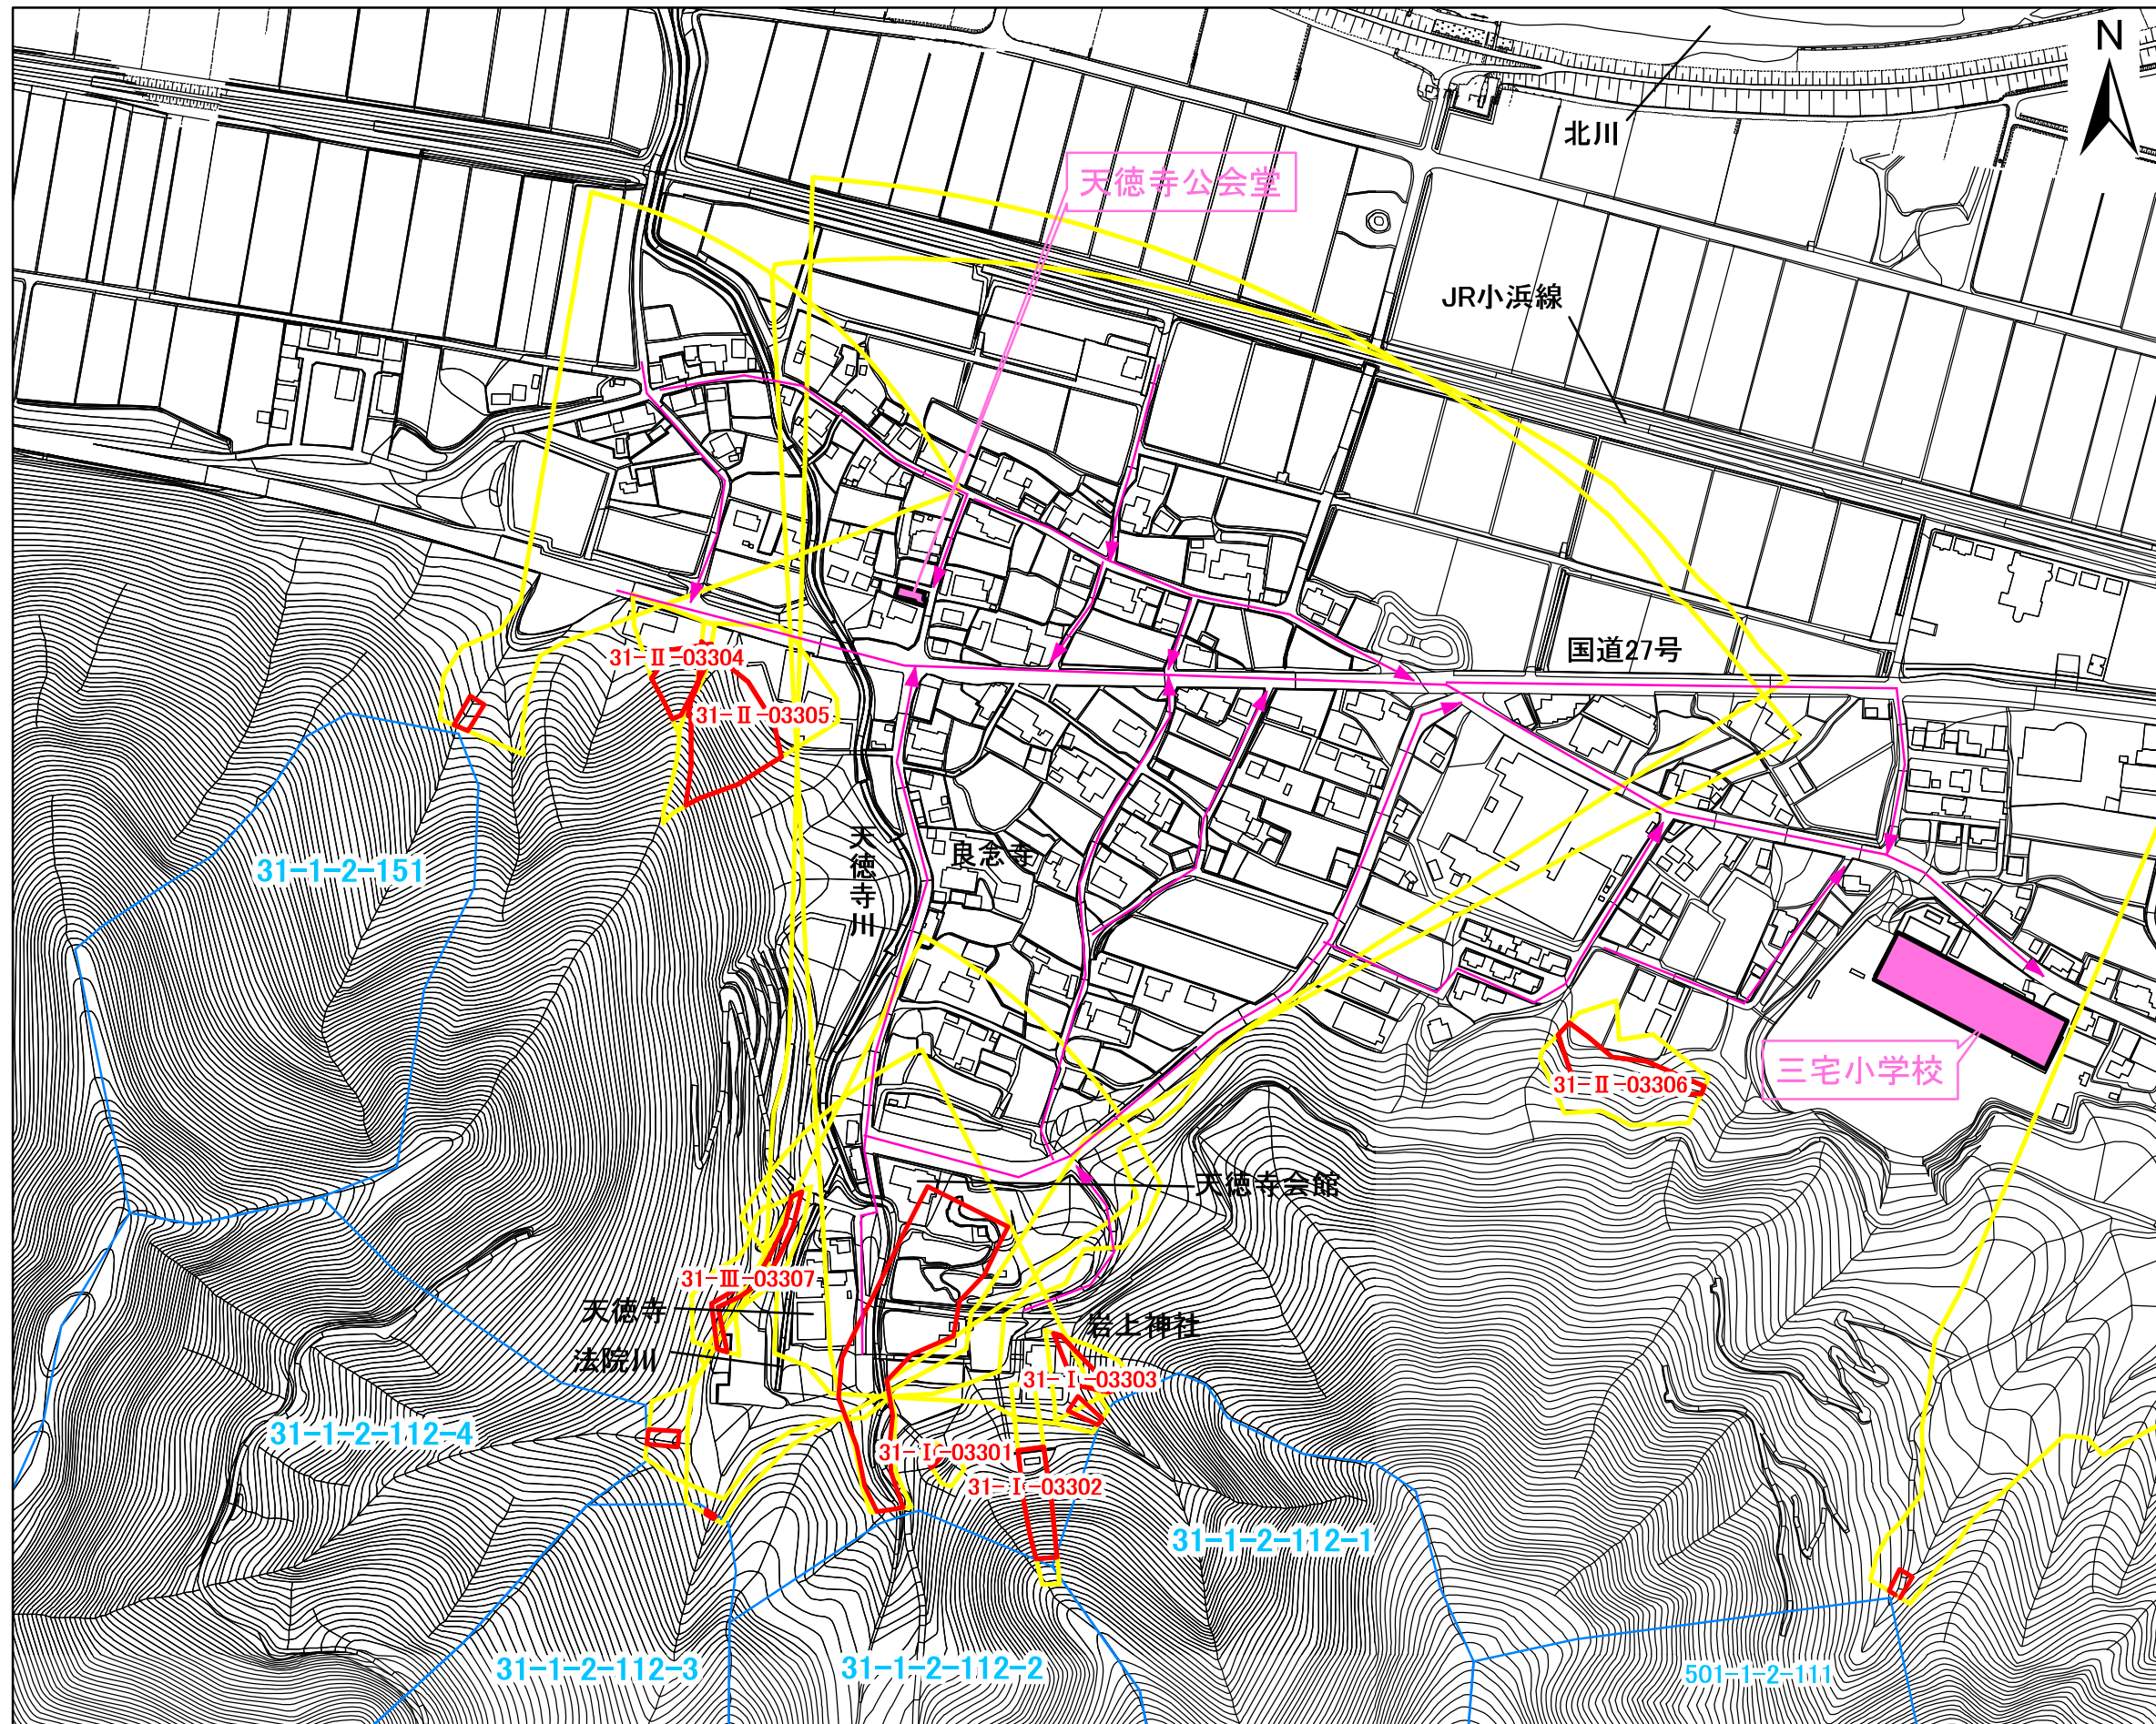 N
北川
天徳寺公会堂
JR小浜線
国道27号
31-Ⅱ-03304
31-Ⅱ-03305
31-1-2-151
天徳寺川
良念寺
三宅小学校
31-Ⅱ-03306
天徳寺会館
31-Ⅲ-03307
天徳寺
岩上神社
法院川
31-Ⅰ-03303
31-1-2-112-4
31-Ⅰ-03301
31-Ⅰ-03302
31-1-2-112-1
31-1-2-112-3
31-1-2-112-2
501-1-2-111